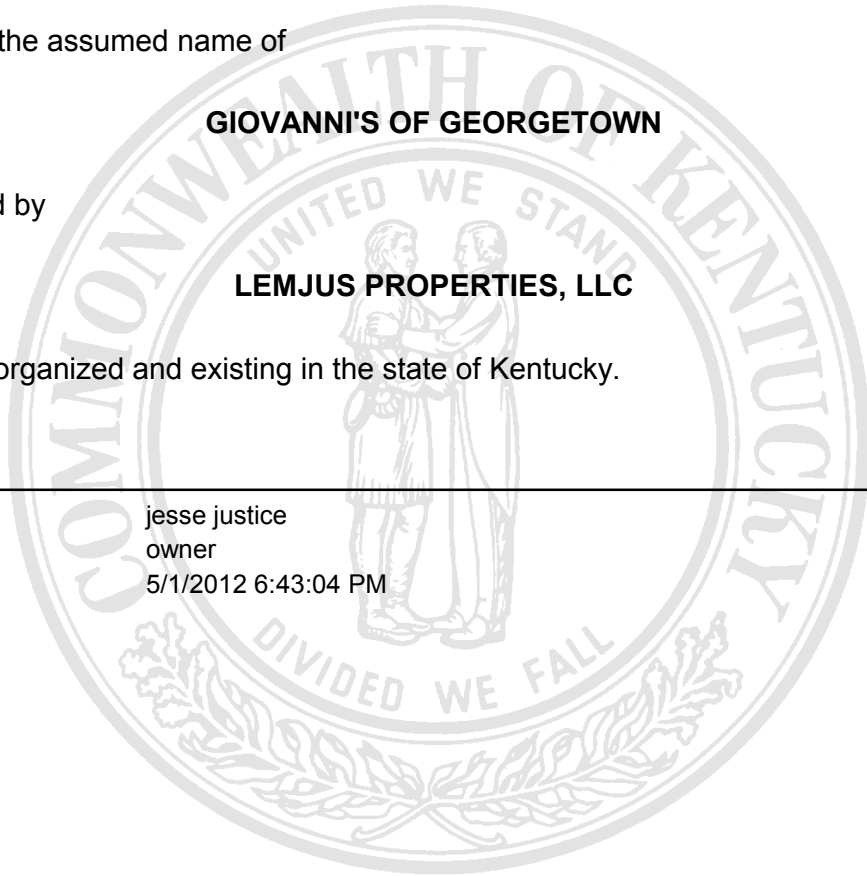 the assumed name of
GIOVANNI'S OF GEORGETOWN
d by
LEMJUS PROPERTIES, LLC
organized and existing in the state of Kentucky.
jesse justice
owner
5/1/2012 6:43:04 PM
COMMONWEALTH OF KENTUCKY
UNITED WE STAND
DIVIDED WE FALL